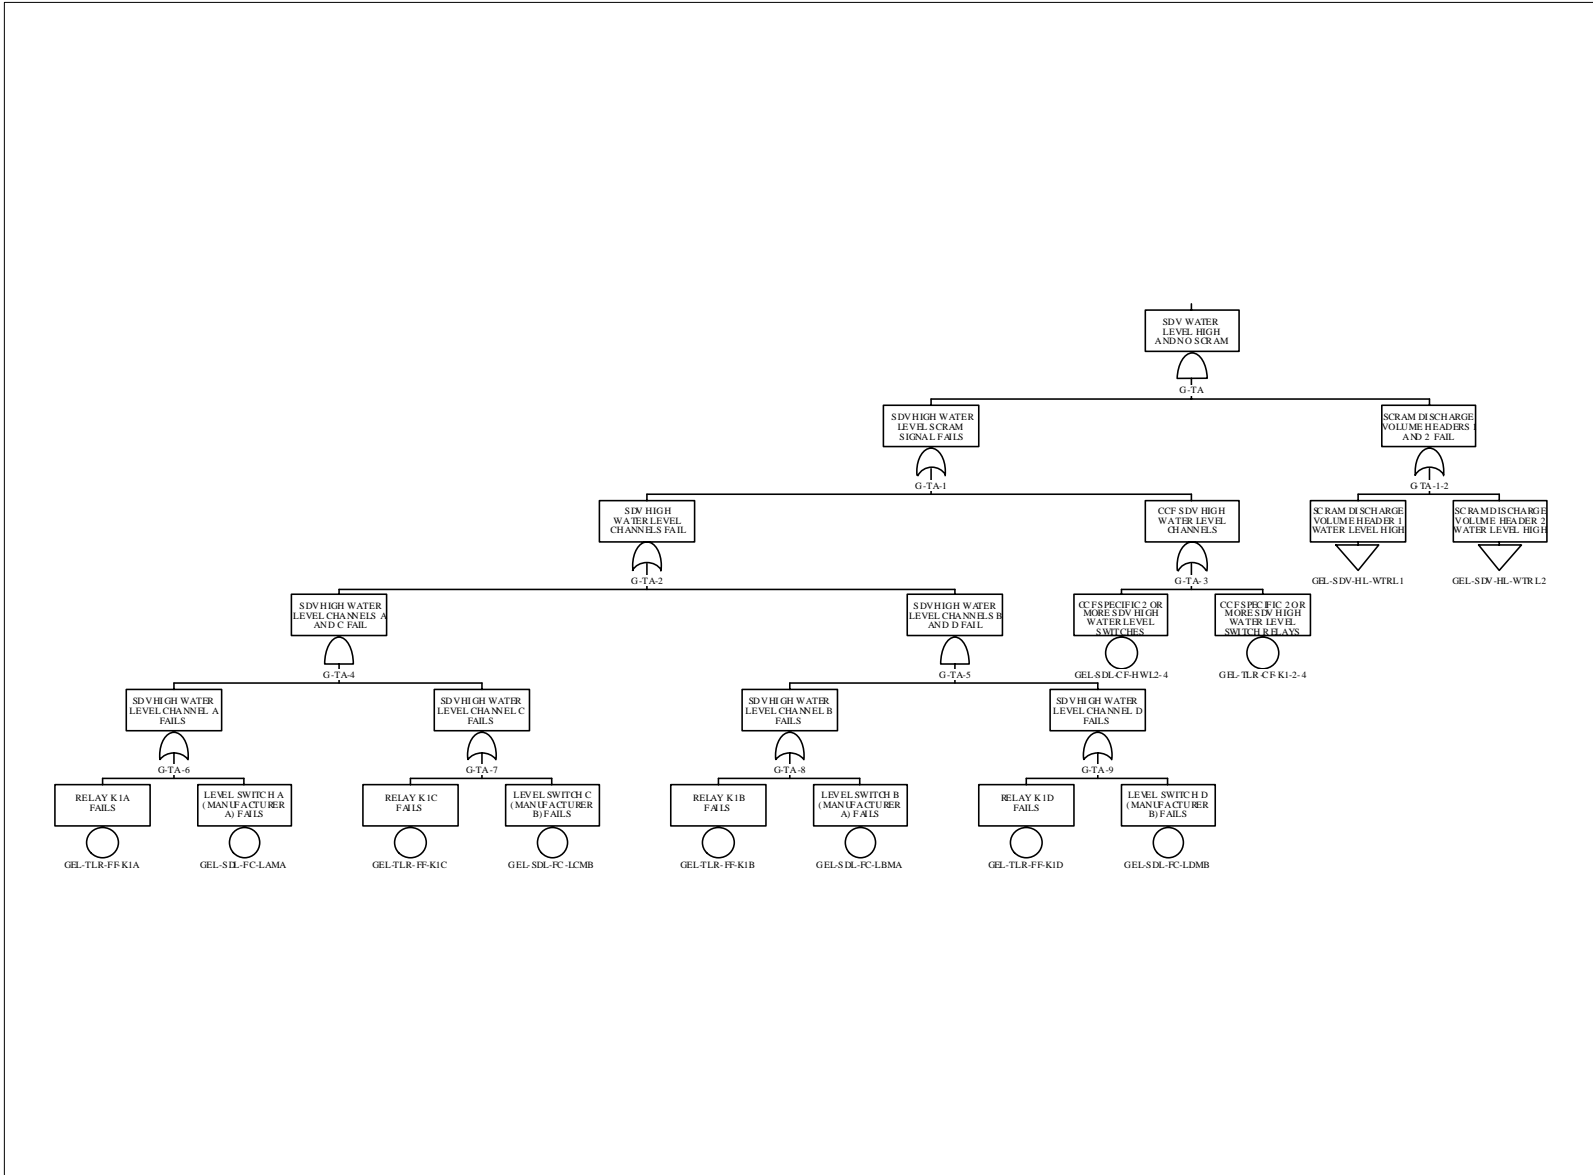 SDV WATER
LEVEL HIGH
AND NO SCRAM
G-TA
SDV HIGH WATER
LEVEL SCRAM
SIGNAL FAILS
G-TA-1
SCRAM DISCHARGE
VOLUME HEADERS 1
AND 2 FAIL
G-TA-1-2
SDV HIGH
WATER LEVEL
CHANNELS FAIL
G-TA-2
CCF SDV HIGH
WATER LEVEL
CHANNELS
G-TA-3
SCRAM DISCHARGE
VOLUME HEADER 1
WATER LEVEL HIGH
GEL-SDV-HL-WTRL1
SCRAM DISCHARGE
VOLUME HEADER 2
WATER LEVEL HIGH
GEL-SDV-HL-WTRL2
SDV HIGH WATER
LEVEL CHANNELS A
AND C FAIL
G-TA-4
SDV HIGH WATER
LEVEL CHANNELS B
AND D FAIL
G-TA-5
CCF SPECIFIC 2 OR
MORE SDV HIGH
WATER LEVEL
SWITCHES
GEL-SDL-CF-HWL2-4
CCF SPECIFIC 2 OR
MORE SDV HIGH
WATER LEVEL
SWITCH RELAYS
GEL-TLR-CF-K1-2-4
SDV HIGH WATER
LEVEL CHANNEL A
FAILS
G-TA-6
SDV HIGH WATER
LEVEL CHANNEL C
FAILS
G-TA-7
SDV HIGH WATER
LEVEL CHANNEL B
FAILS
G-TA-8
SDV HIGH WATER
LEVEL CHANNEL D
FAILS
G-TA-9
RELAY K1A
FAILS
GEL-TLR-FF-K1A
LEVEL SWITCH A
(MANUFACTURER
A) FAILS
GEL-SDL-FC-LAMA
RELAY K1C
FAILS
GEL-TLR-FF-K1C
LEVEL SWITCH C
(MANUFACTURER
B) FAILS
GEL-SDL-FC-LCMB
RELAY K1B
FAILS
GEL-TLR-FF-K1B
LEVEL SWITCH B
(MANUFACTURER
A) FAILS
GEL-SDL-FC-LBMA
RELAY K1D
FAILS
GEL-TLR-FF-K1D
LEVEL SWITCH D
(MANUFACTURER
B) FAILS
GEL-SDL-FC-LDMB